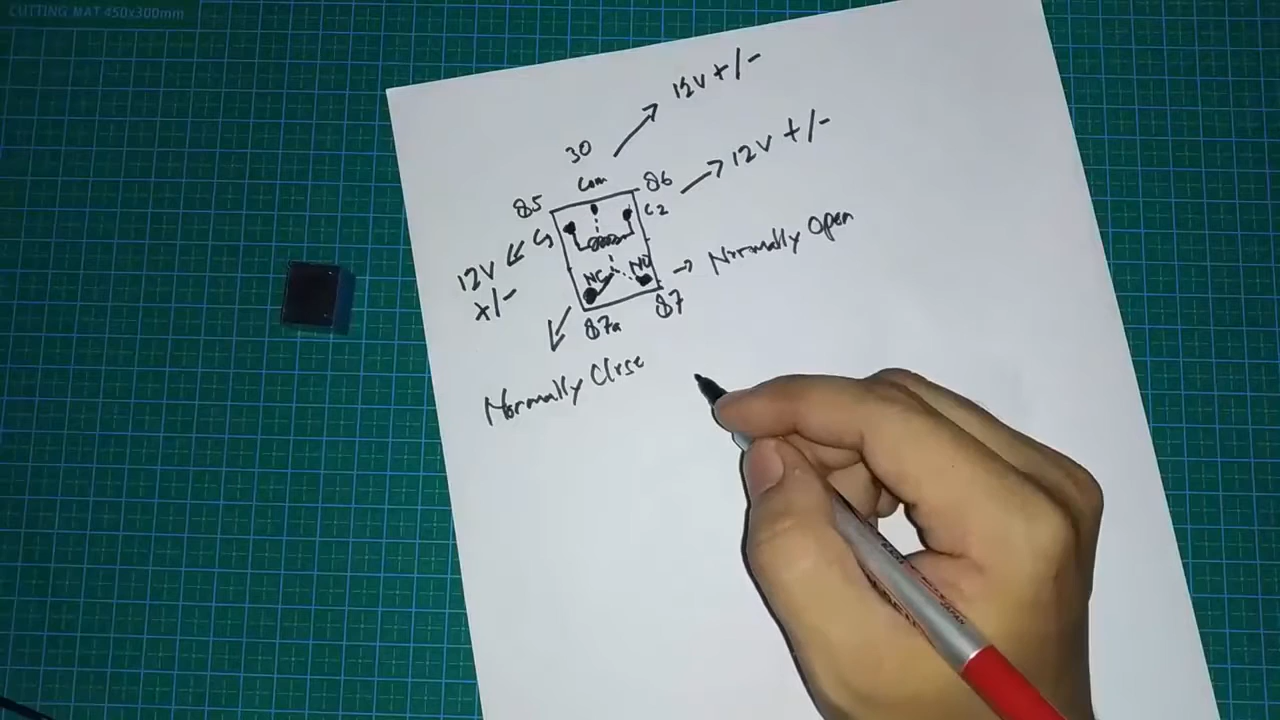 CUTTING MAT 450x300mm
12V +/-
30
12V +/-
Com
86
85
C2
C1
12V
+/-
NC
NO
Normally Open
87a
87
Normally Close
JAPAN